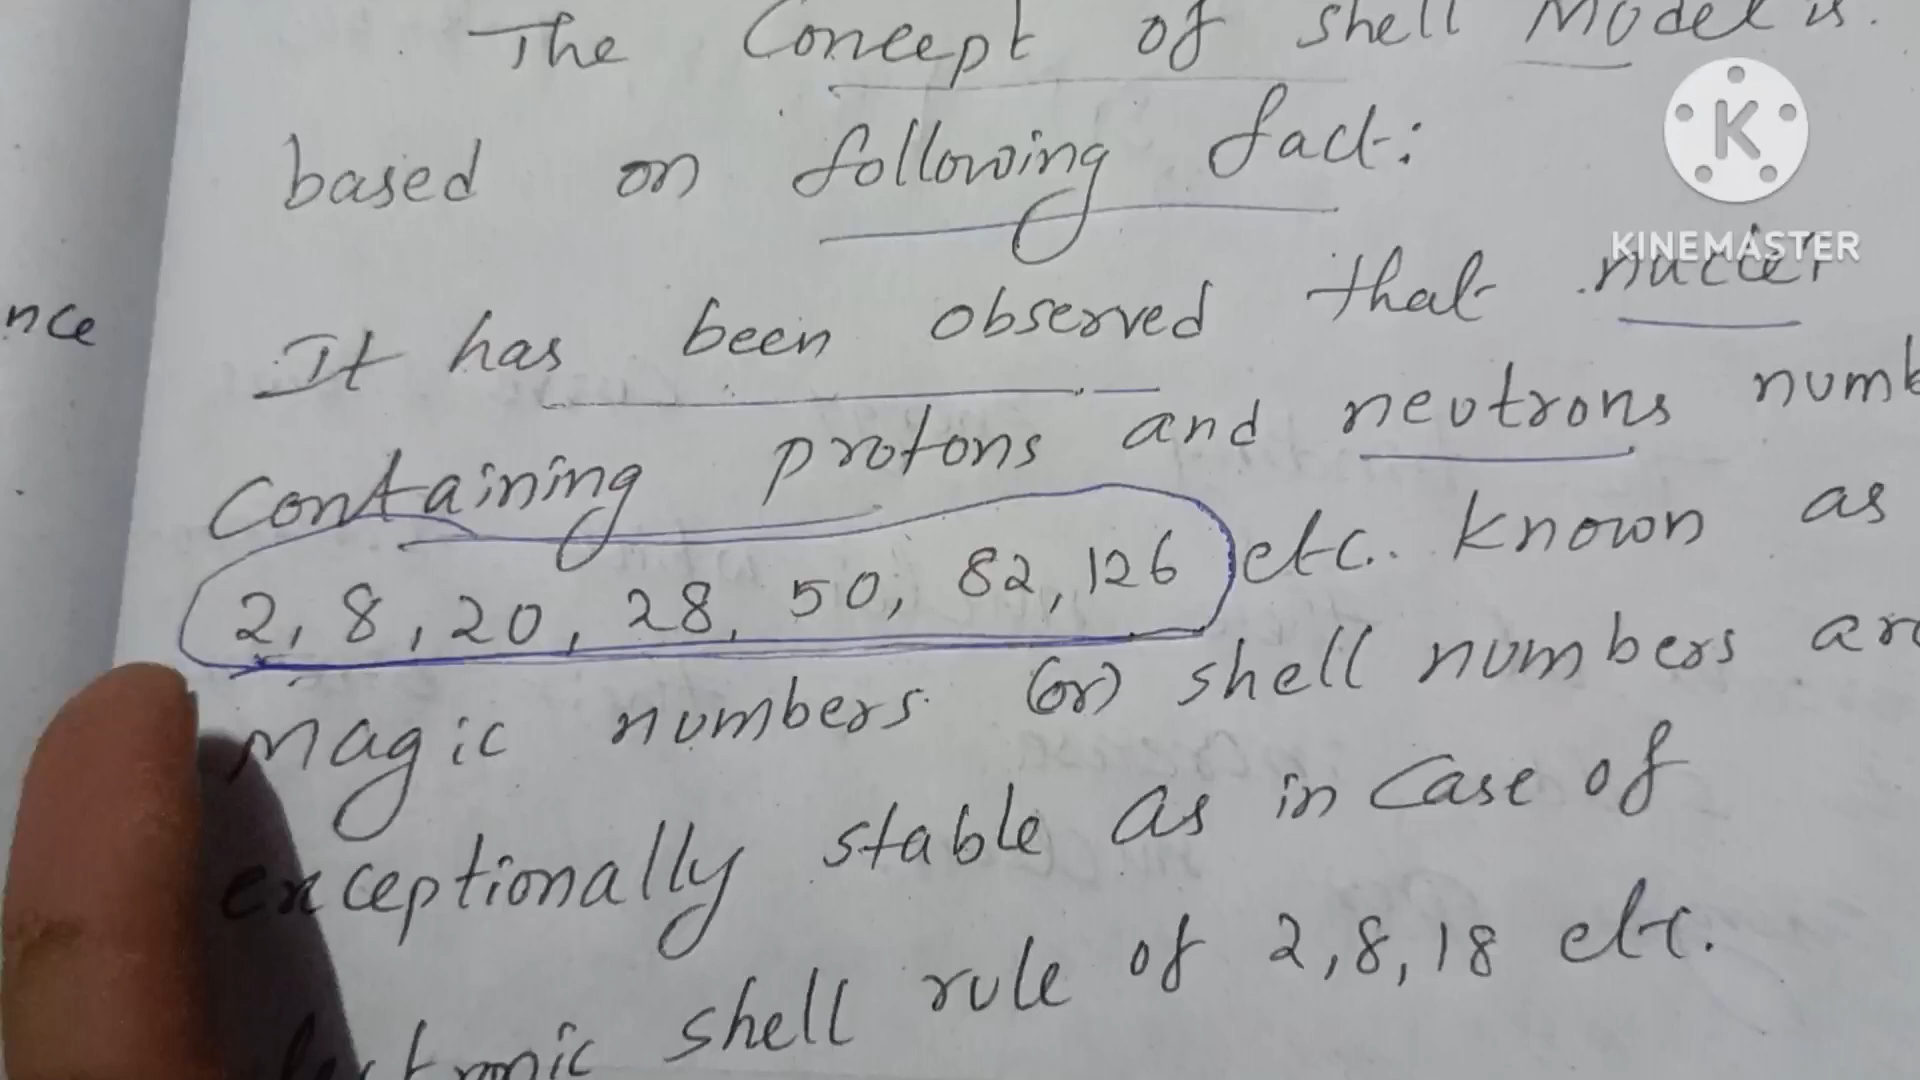 The Concept of shell Model is.
based on following fact:
nce
It has been observed that nuclei
containing protons and neutrons numb
2, 8, 20, 28, 50, 82, 126 etc. known as
magic numbers (or) shell numbers are
exceptionally stable as in case of
shell rule of 2, 8, 18 etc.
K
KINEMASTER